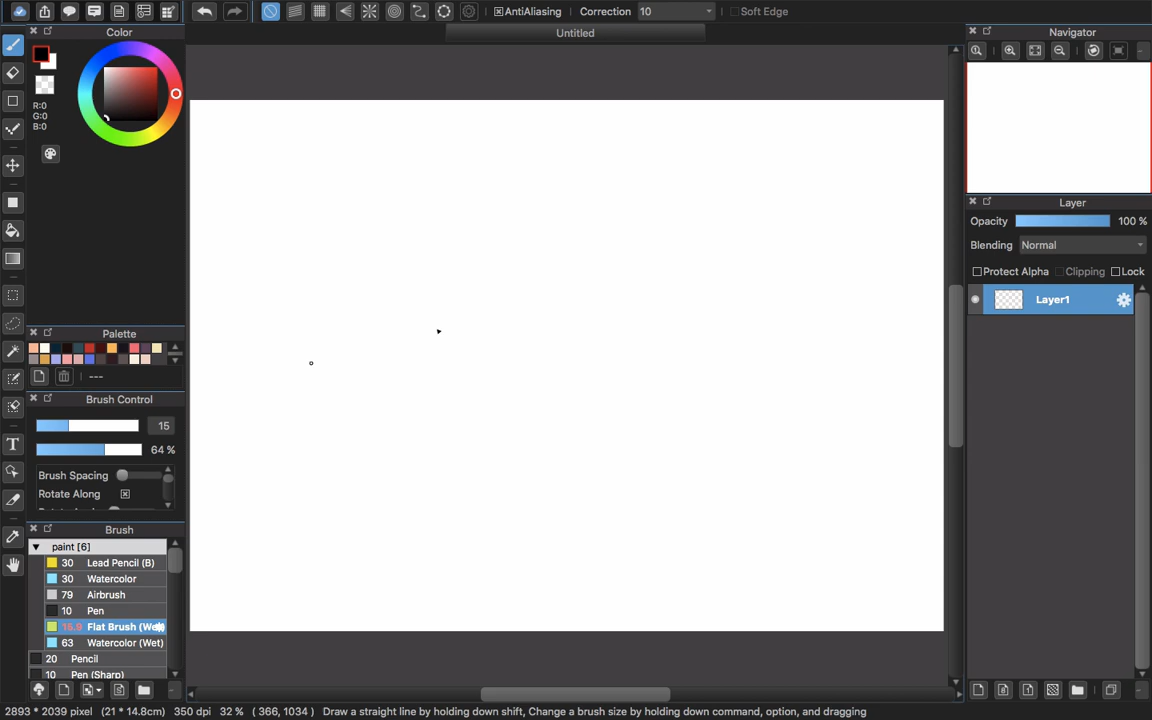 AntiAliasing Correction 10 Soft Edge
Untitled
Color
R:0
G:0
B:0
Palette
---
Brush Control
15
64 %
Brush Spacing
Rotate Along
Brush
paint [6]
30 Lead Pencil (B)
30 Watercolor
79 Airbrush
10 Pen
15.9 Flat Brush (We
63 Watercolor (Wet)
20 Pencil
10 Pen (Sharp)
T
Navigator
Layer
Opacity 100 %
Blending Normal
Protect Alpha Clipping Lock
Layer1
2893 * 2039 pixel (21 * 14.8cm) 350 dpi 32 % ( 366, 1034 ) Draw a straight line by holding down shift, Change a brush size by holding down command, option, and dragging